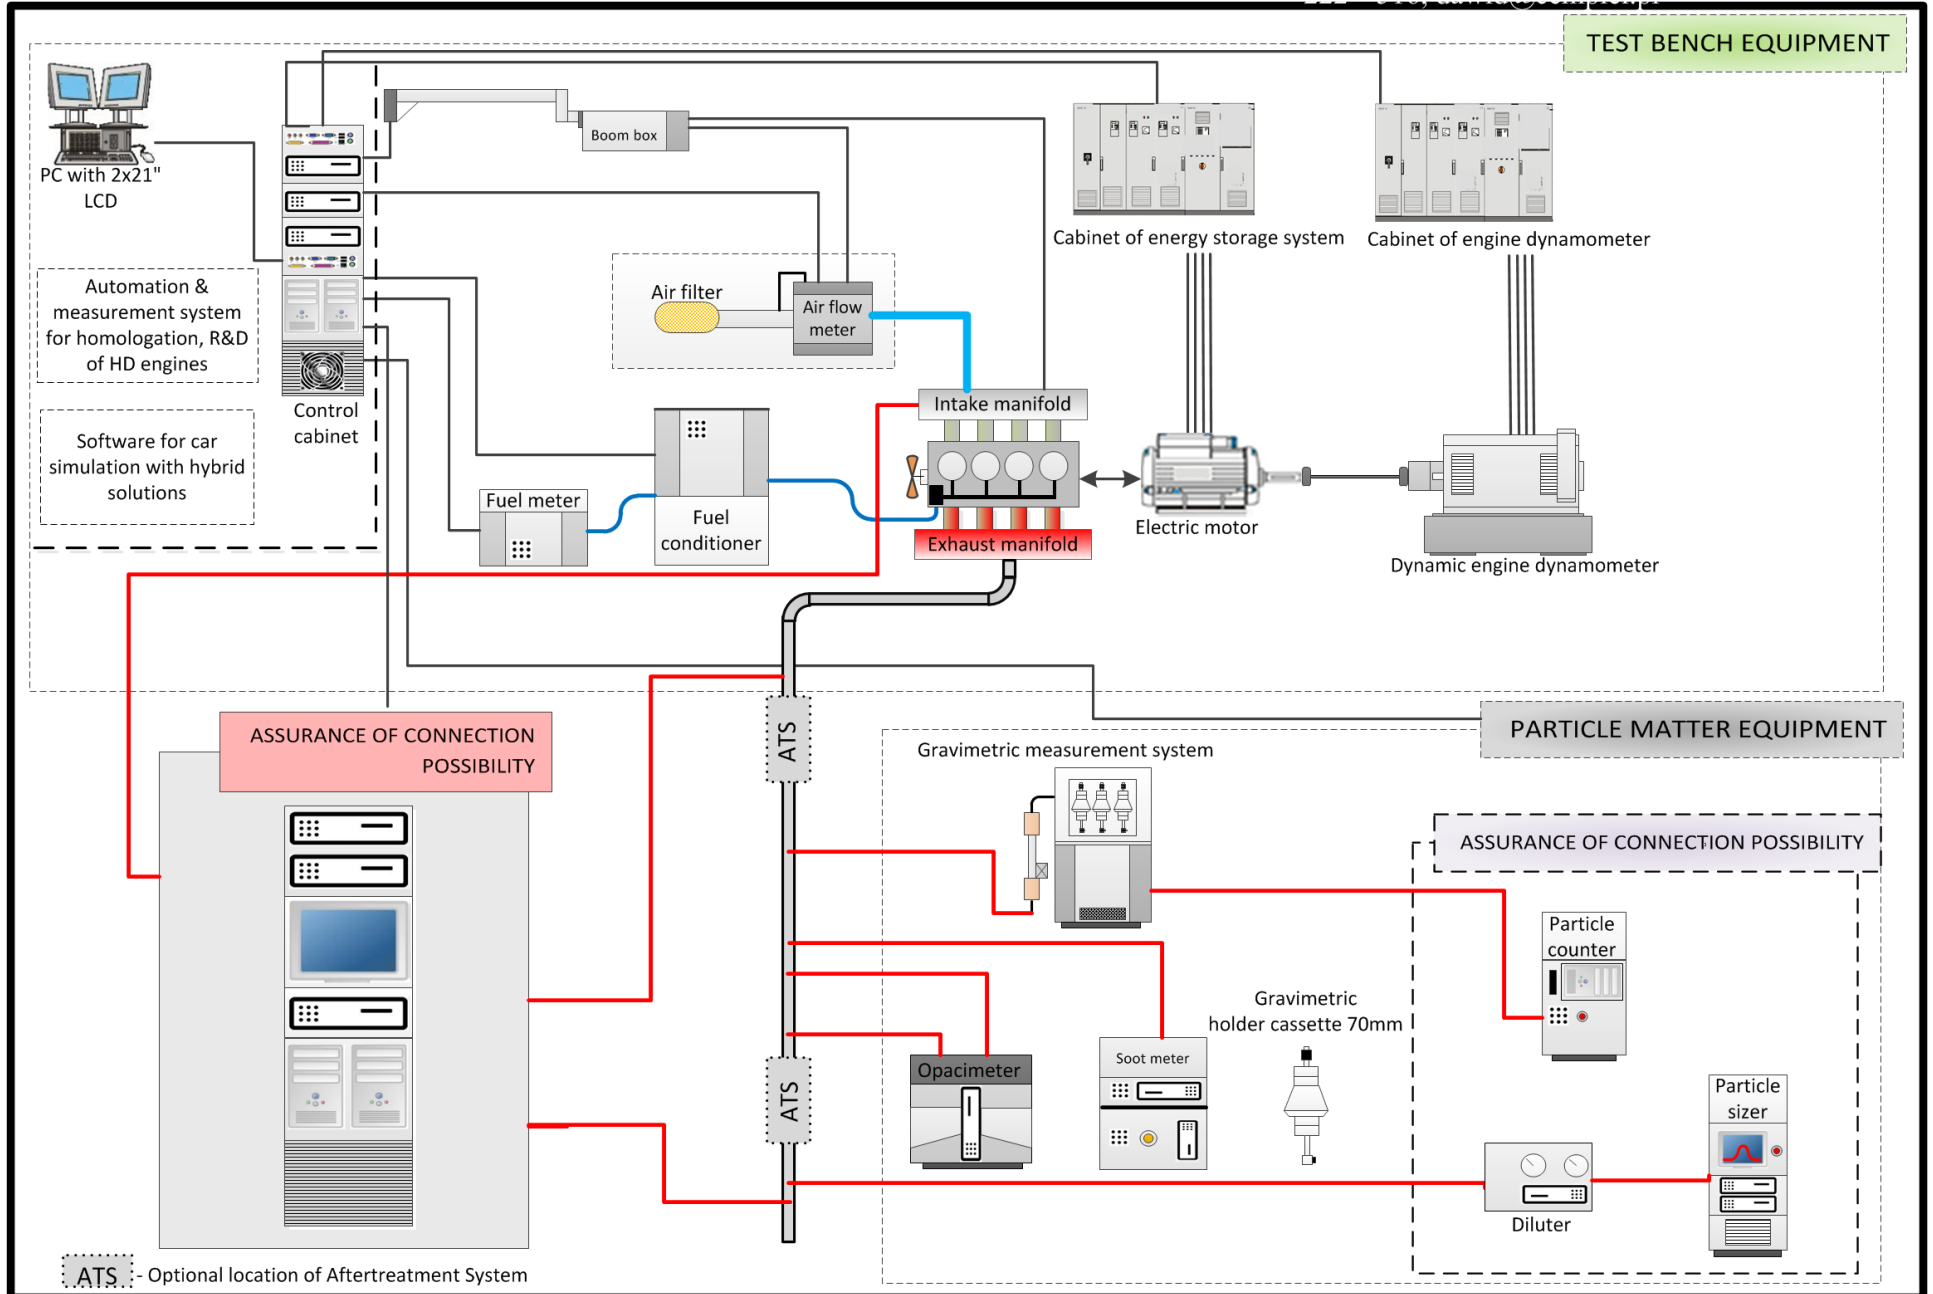 TEST BENCH EQUIPMENT
PC with 2x21"
LCD
Boom box
Cabinet of energy storage system
Cabinet of engine dynamometer
Automation &
measurement system
for homologation, R&D
of HD engines
Air filter
Air flow
meter
Control
cabinet
Software for car
simulation with hybrid
solutions
Intake manifold
Fuel meter
Fuel
conditioner
Exhaust manifold
Electric motor
Dynamic engine dynamometer
ASSURANCE OF CONNECTION
POSSIBILITY
ATS
PARTICLE MATTER EQUIPMENT
Gravimetric measurement system
ASSURANCE OF CONNECTION POSSIBILITY
Particle
counter
Gravimetric
holder cassette 70mm
Opacimeter
Soot meter
ATS
Particle
sizer
Diluter
ATS - Optional location of Aftertreatment System